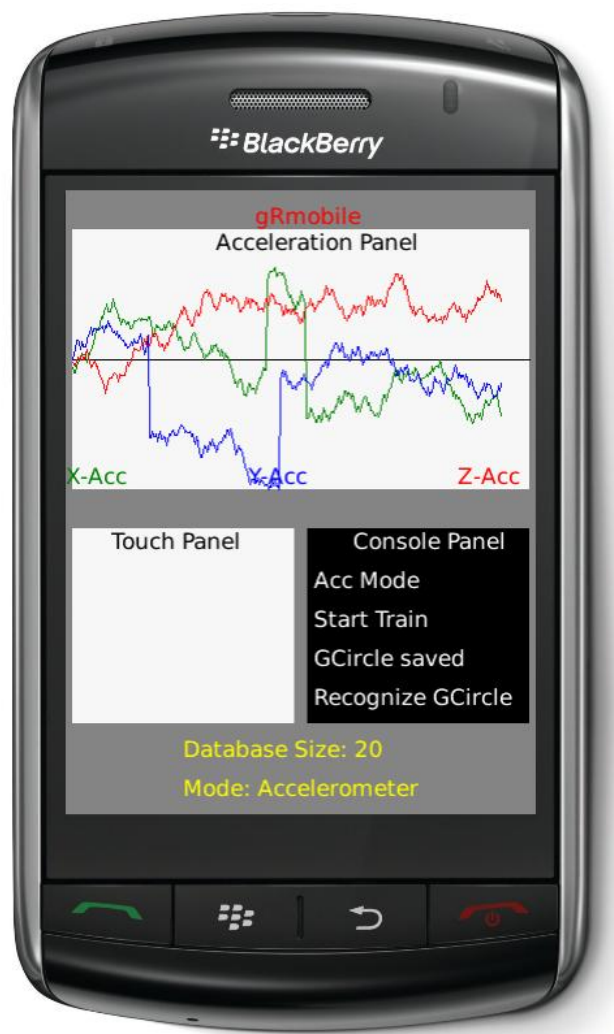 BlackBerry
gRmobile
Acceleration Panel
X-Acc Y-Acc Z-Acc
Touch Panel
Console Panel
Acc Mode
Start Train
GCircle saved
Recognize GCircle
Database Size: 20
Mode: Accelerometer